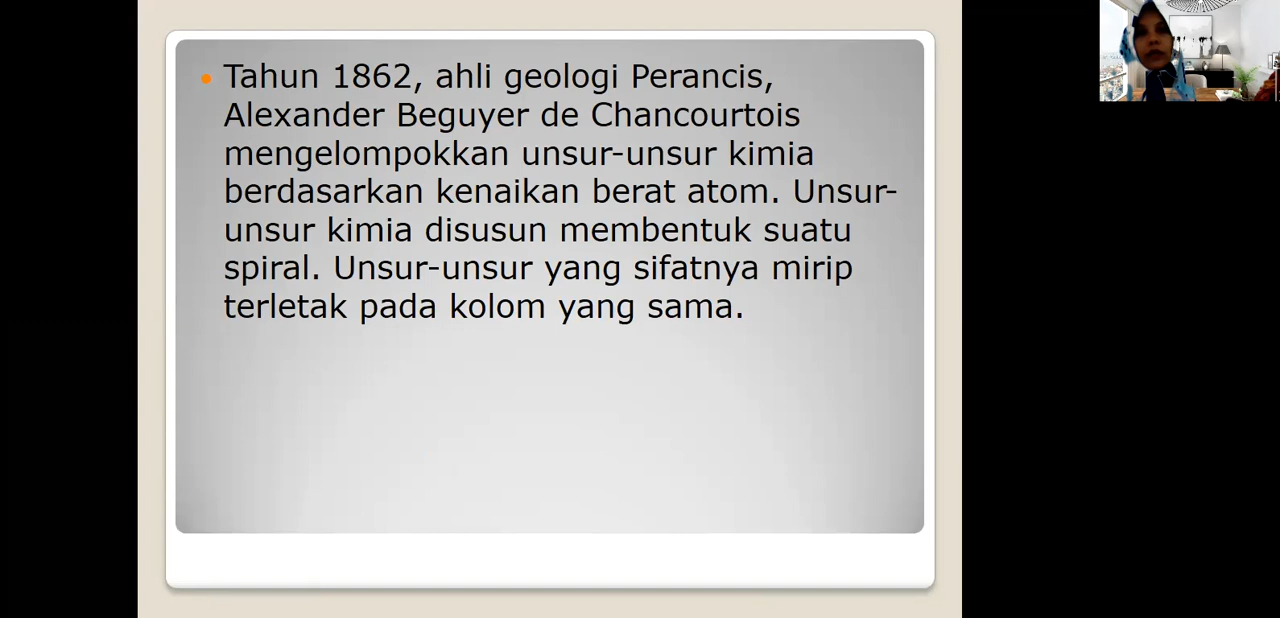 Tahun 1862, ahli geologi Perancis,
Alexander Beguyer de Chancourtois
mengelompokkan unsur-unsur kimia
berdasarkan kenaikan berat atom. Unsur-
unsur kimia disusun membentuk suatu
spiral. Unsur-unsur yang sifatnya mirip
terletak pada kolom yang sama.